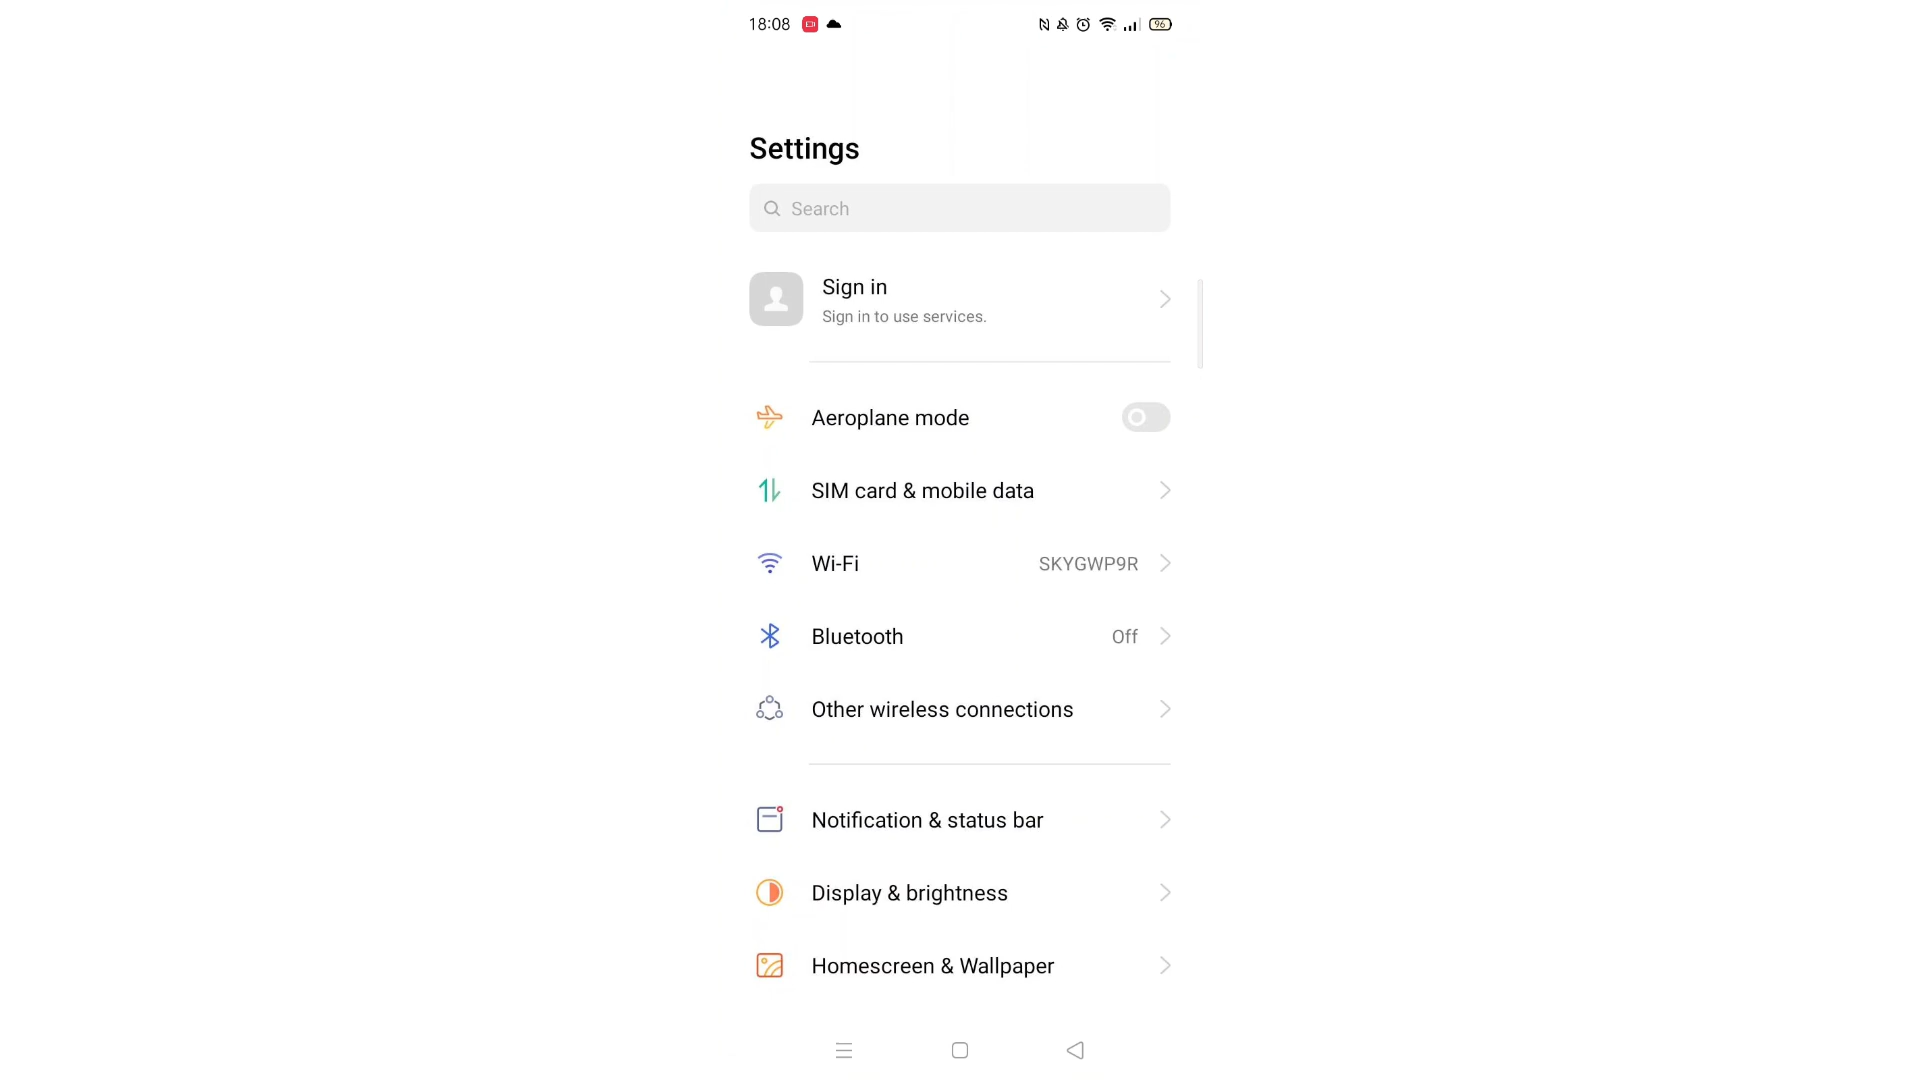 18:08 96
Settings
Search
Sign in
Sign in to use services.
Aeroplane mode
SIM card & mobile data
Wi-Fi SKYGWP9R
Bluetooth Off
Other wireless connections
Notification & status bar
Display & brightness
Homescreen & Wallpaper